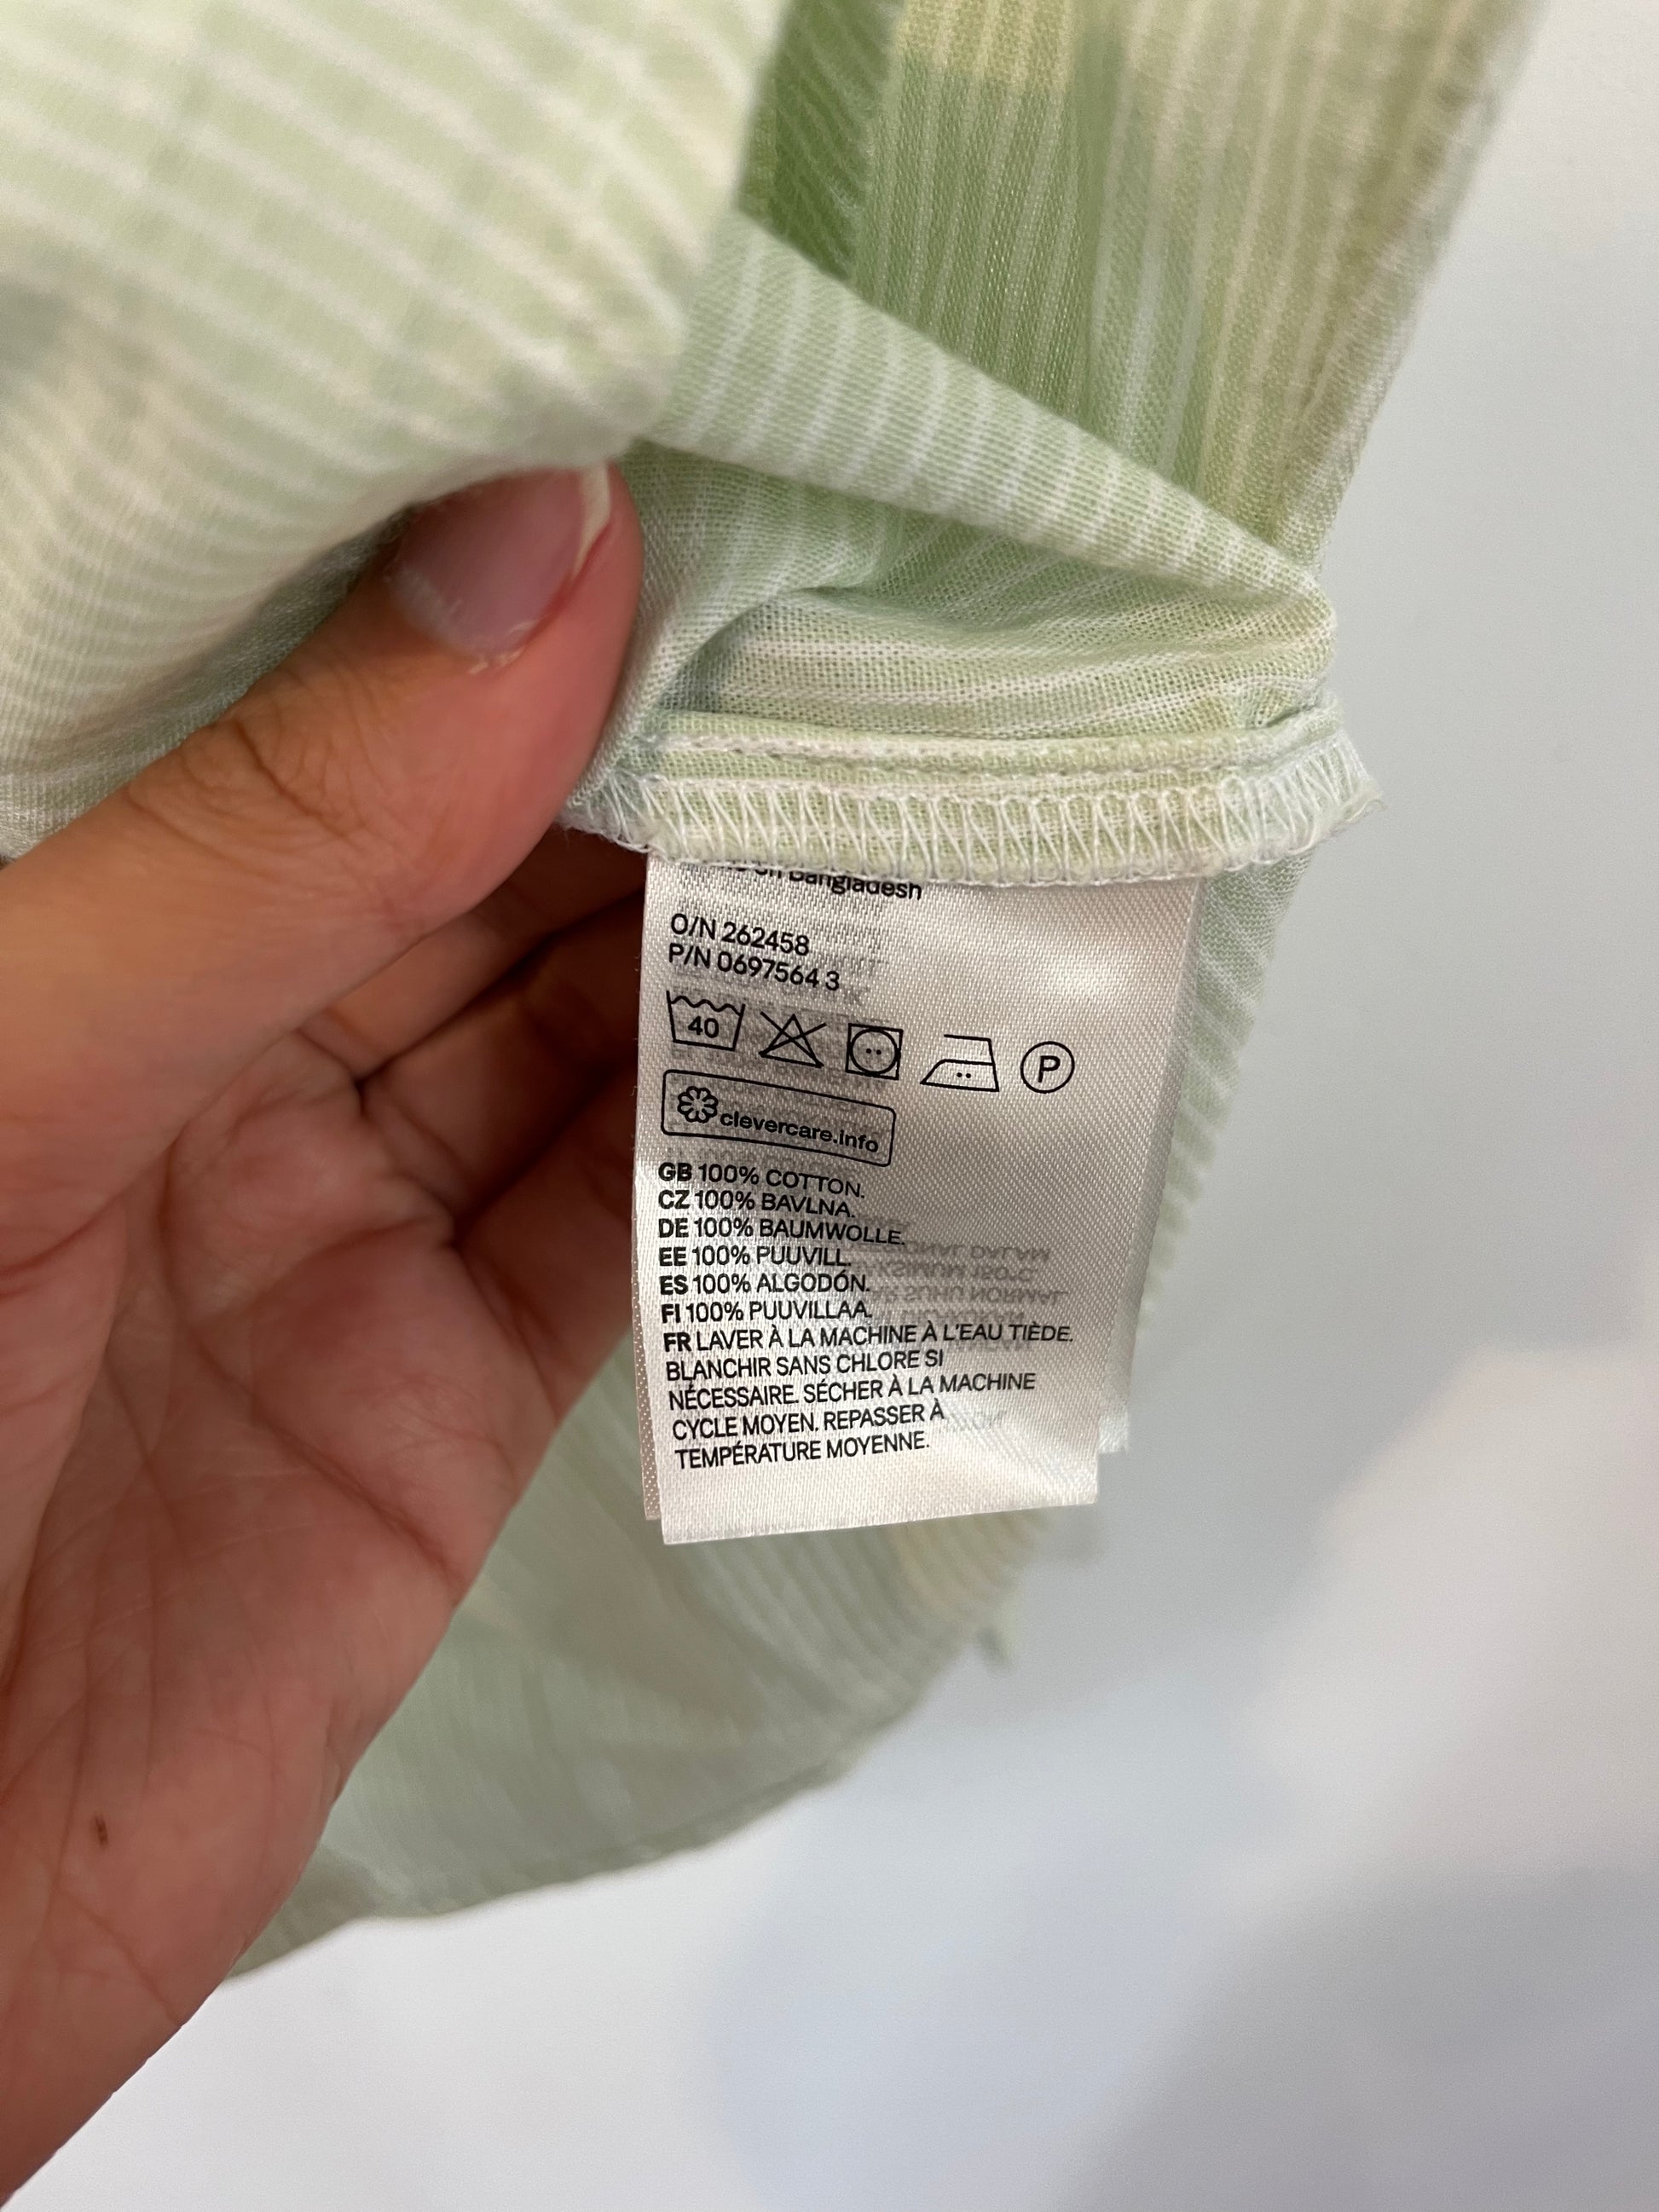 Bangladesh
O/N 262458
P/N 0697564 3
40
P
clevercare.info
GB 100% COTTON.
CZ 100% BAVLNA.
DE 100% BAUMWOLLE.
EE 100% PUUVILL.
ES 100% ALGODÓN.
FI 100% PUUVILLAA.
FR LAVER À LA MACHINE À L'EAU TIÈDE.
BLANCHIR SANS CHLORE SI
NÉCESSAIRE. SÉCHER À LA MACHINE
CYCLE MOYEN. REPASSER À
TEMPÉRATURE MOYENNE.